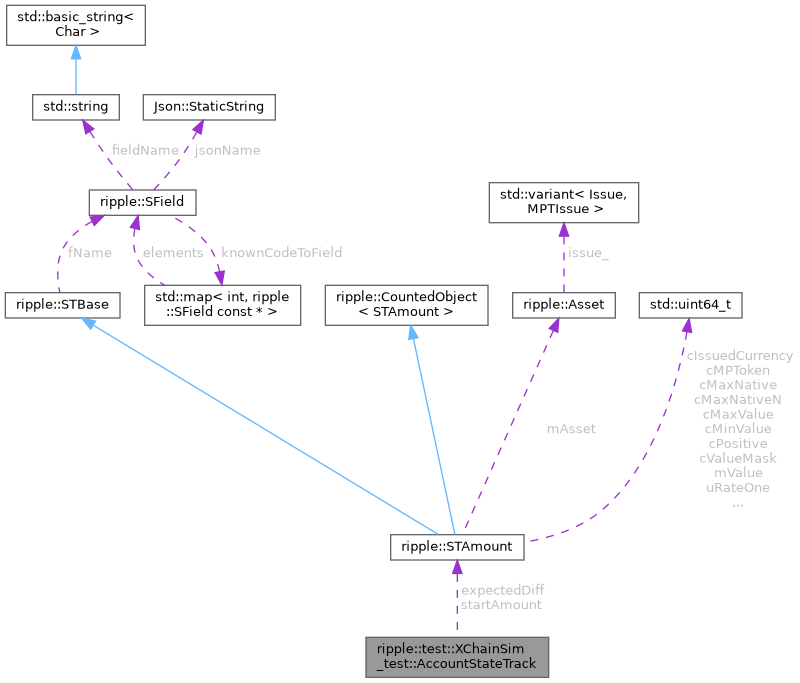 std::basic_string<
Char >
std::string
Json::StaticString
fieldName
jsonName
ripple::SField
std::variant< Issue,
MPTIssue >
fName
elements
knownCodeToField
issue_
ripple::STBase
std::map< int, ripple
::SField const * >
ripple::CountedObject
< STAmount >
ripple::Asset
std::uint64_t
mAsset
cIssuedCurrency
cMPToken
cMaxNative
cMaxNativeN
cMaxValue
cMinValue
cPositive
cValueMask
mValue
uRateOne
...
ripple::STAmount
expectedDiff
startAmount
ripple::test::XChainSim
_test::AccountStateTrack